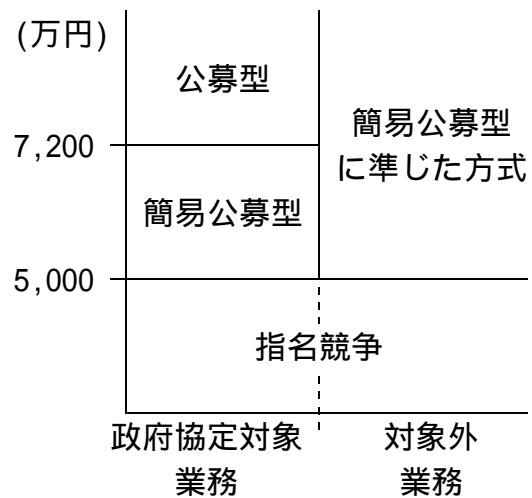 (万円)
公募型
簡易公募型
に準じた方式
7,200
簡易公募型
5,000
指名競争
政府協定対象
業務
対象外
業務